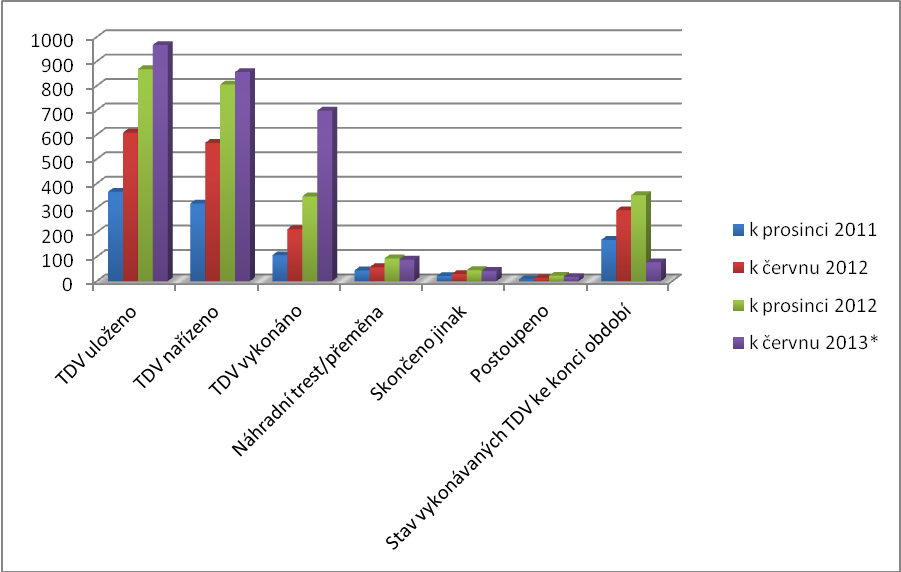 1000
900
800
700
600
500
400
300
200
100
0
TDV uloženo
TDV nařízeno
TDV vykonáno
Náhradní trest/přeměna
Skončeno jinak
Postoupeno
Stav vykonávaných TDV ke konci období
k prosinci 2011
k červnu 2012
k prosinci 2012
k červnu 2013*